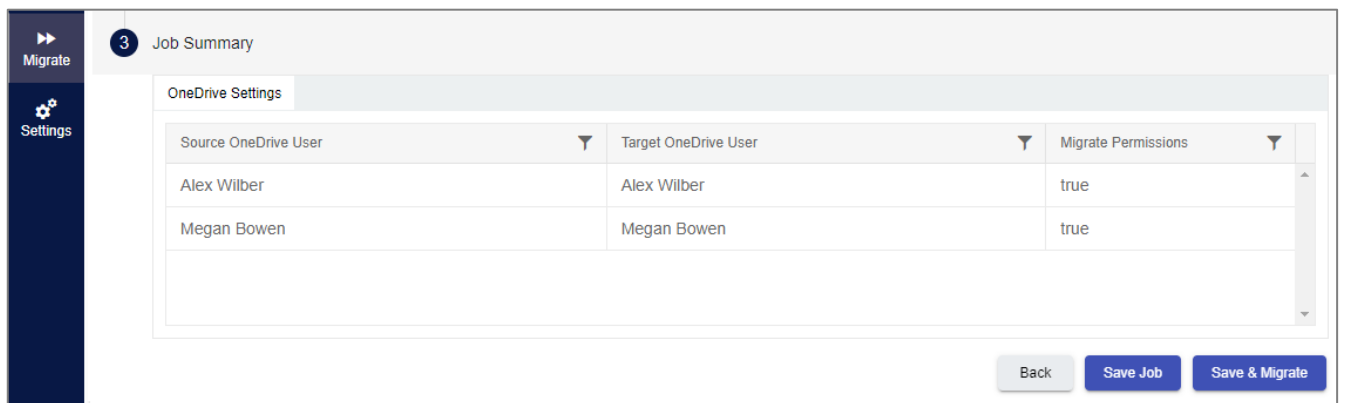 Migrate
Settings
3 Job Summary
OneDrive Settings
Source OneDrive User Target OneDrive User Migrate Permissions
Alex Wilber Alex Wilber true
Megan Bowen Megan Bowen true
Back Save Job Save & Migrate